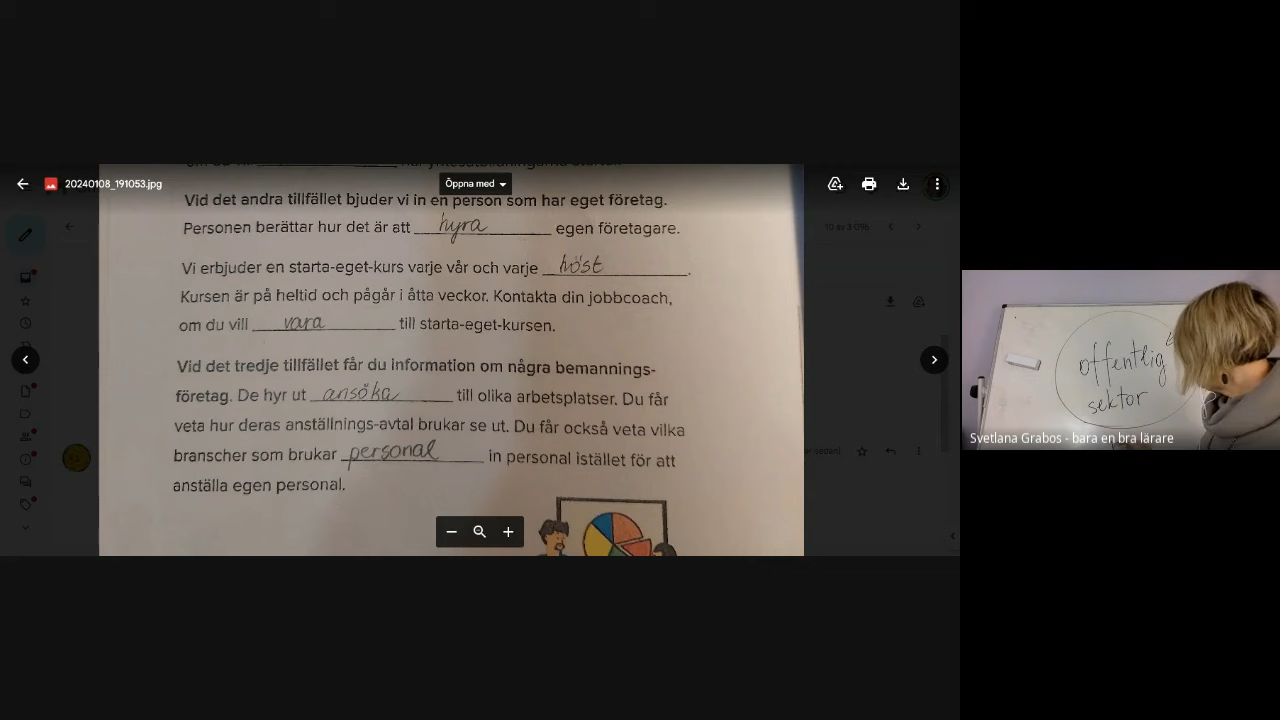 20240108_191053.jpg
Öppna med
Vid det andra tillfället bjuder vi in en person som har eget företag.
Personen berättar hur det är att hyra egen företagare.
10 av 3 096
Vi erbjuder en starta-eget-kurs varje vår och varje höst.
Kursen är på heltid och pågår i åtta veckor. Kontakta din jobbcoach,
om du vill vara till starta-eget-kursen.
Vid det tredje tillfället får du information om några bemannings-
företag. De hyr ut ansöka till olika arbetsplatser. Du får
veta hur deras anställnings-avtal brukar se ut. Du får också veta vilka
branscher som brukar personal in personal istället för att
anställa egen personal.
sedan)
offentlig
sektor
Svetlana Grabos - bara en bra lärare